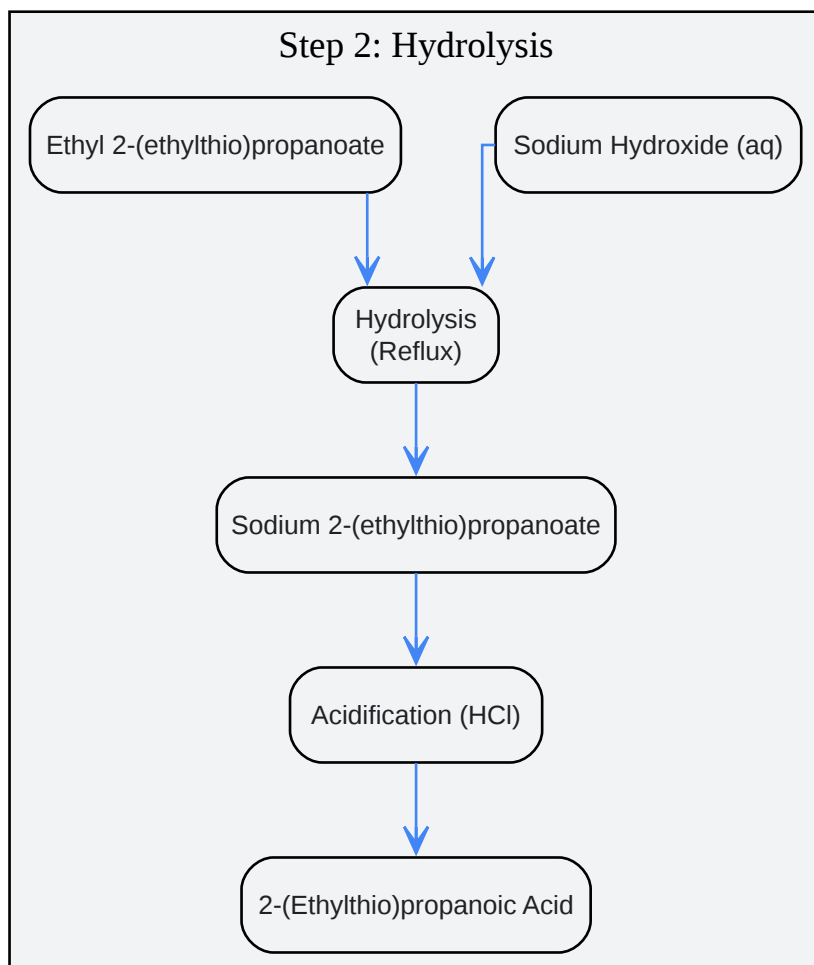 Step 2: Hydrolysis
Ethyl 2-(ethylthio)propanoate
Sodium Hydroxide (aq)
Hydrolysis
(Reflux)
Sodium 2-(ethylthio)propanoate
Acidification (HCl)
2-(Ethylthio)propanoic Acid